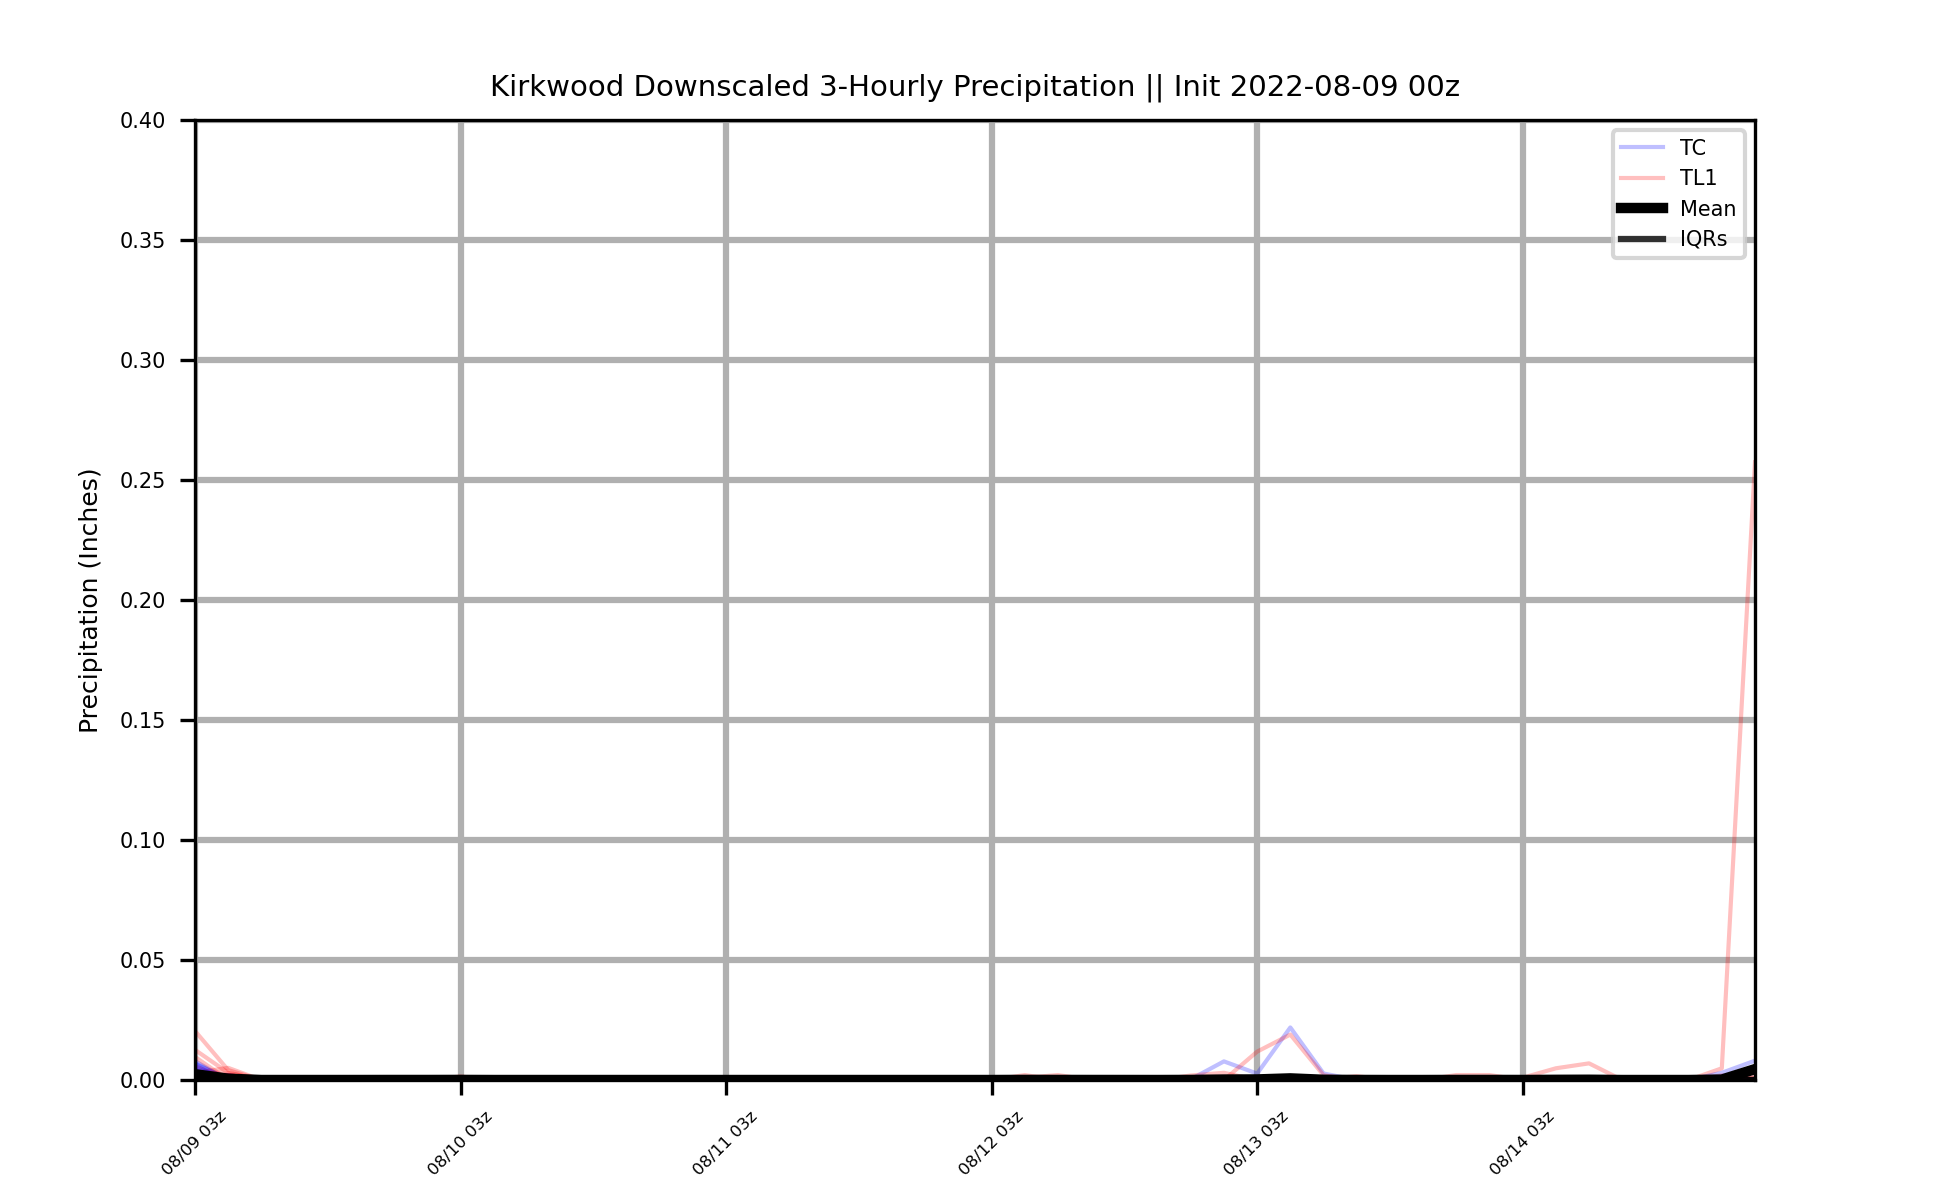 Kirkwood Downscaled 3-Hourly Precipitation || Init 2022-08-09 00z
0.40
0.35
0.30
0.25
0.20
0.15
0.10
0.05
0.00
Precipitation (Inches)
TC
TL1
Mean
IQRs
08/09 03z
08/10 03z
08/11 03z
08/12 03z
08/13 03z
08/14 03z